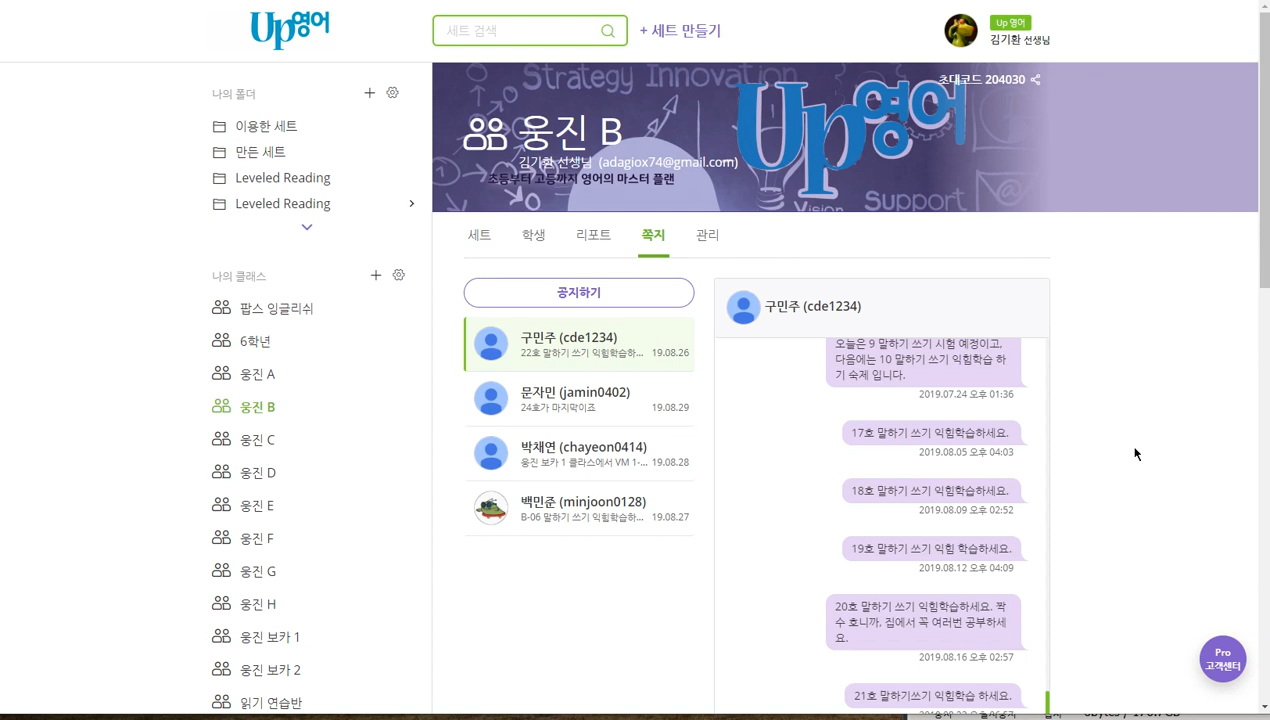 Up영어
세트 검색
+ 세트 만들기
Up 영어
김기환 선생님
나의 폴더
이용한 세트
만든 세트
Leveled Reading
Leveled Reading
나의 클래스
팝스 잉글리쉬
6학년
웅진 A
웅진 B
웅진 C
웅진 D
웅진 E
웅진 F
웅진 G
웅진 H
웅진 보카 1
웅진 보카 2
읽기 연습반
Strategy Innovation
초대코드 204030
웅진 B
Up영어
김기환 선생님 (adagiox74@gmail.com)
초등부터 고등까지 영어의 마스터 플랜
Vision
Support
세트 학생 리포트 쪽지 관리
공지하기
구민주 (cde1234)
22호 말하기 쓰기 익힘학습하... 19.08.26
문자민 (jamin0402)
24호가 마지막이죠 19.08.29
박채연 (chayeon0414)
웅진 보카 1 클라스에서 VM 1-... 19.08.28
백민준 (minjoon0128)
B-06 말하기 쓰기 익힘학습하... 19.08.27
구민주 (cde1234)
오늘은 9 말하기 쓰기 시험 예정이고,
다음에는 10 말하기 쓰기 익힘학습 하
기 숙제 입니다.
2019.07.24 오후 01:36
17호 말하기 쓰기 익힘학습하세요.
2019.08.05 오후 04:03
18호 말하기 쓰기 익힘학습하세요.
2019.08.09 오후 02:52
19호 말하기 쓰기 익힘 학습하세요.
2019.08.12 오후 04:09
20호 말하기 쓰기 익힘학습하세요. 짝
수 호니까, 집에서 꼭 여러번 공부하세
요.
2019.08.16 오후 02:57
21호 말하기쓰기 익힘학습 하세요.
Pro
고객센터